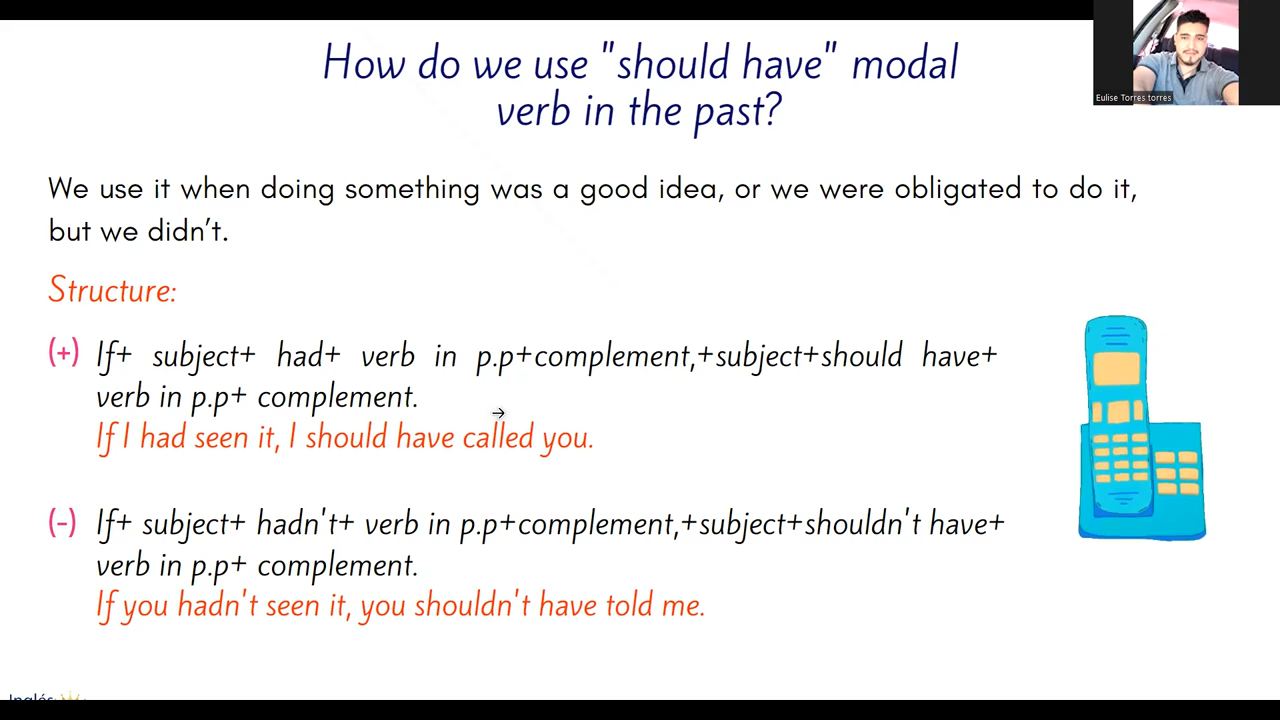 How do we use "should have" modal
verb in the past?
Eulise Torres torres
We use it when doing something was a good idea, or we were obligated to do it,
but we didn't.
Structure:
(+) If+ subject+ had+ verb in p.p+complement,+subject+should have+
verb in p.p+ complement.
If I had seen it, I should have called you.
(-) If+ subject+ hadn't+ verb in p.p+complement,+subject+shouldn't have+
verb in p.p+ complement.
If you hadn't seen it, you shouldn't have told me.
Inglés